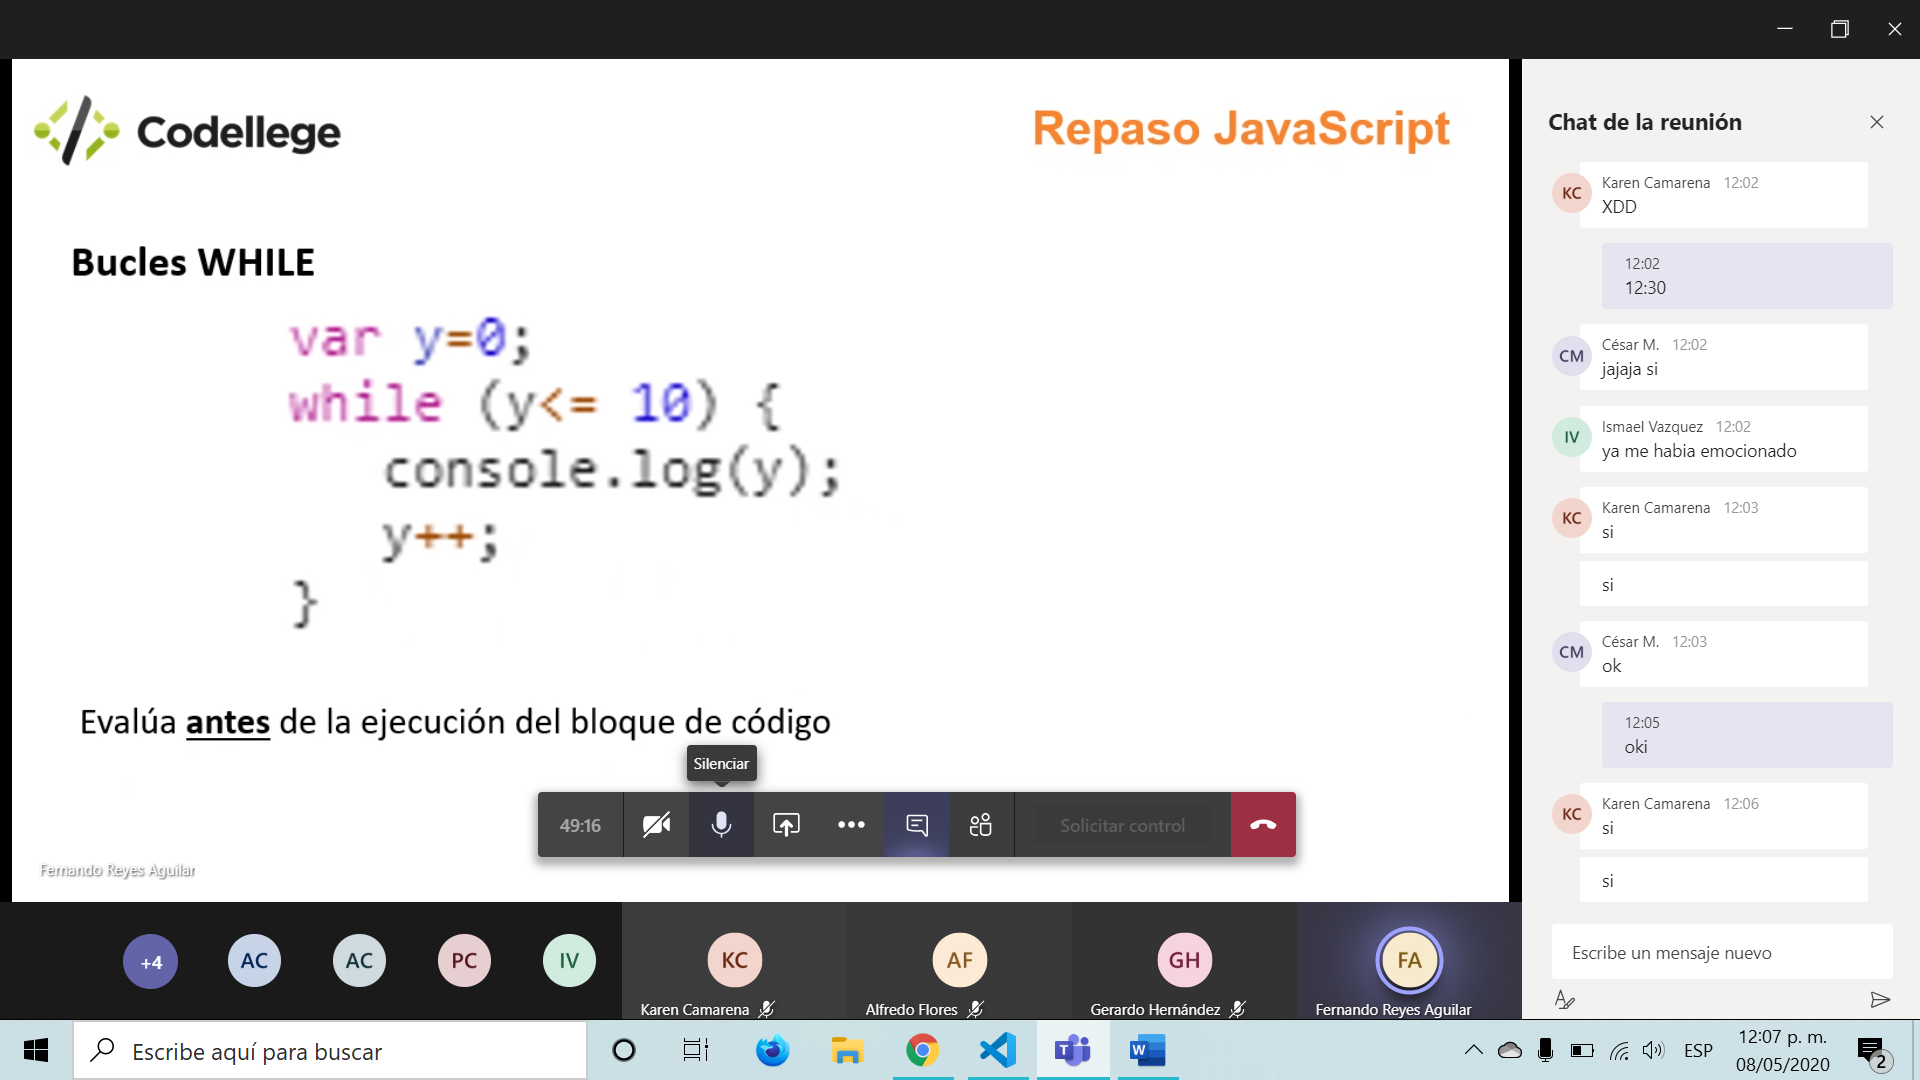 Codellege
Repaso JavaScript
Bucles WHILE
var y=0;
while (y<= 10) {
console.log(y);
y++;
}
Evalúa antes de la ejecución del bloque de código
Silenciar
49:16
Solicitar control
Fernando Reyes Aguilar
+4
AC
AC
PC
IV
KC
Karen Camarena
AF
Alfredo Flores
GH
Gerardo Hernández
FA
Fernando Reyes Aguilar
Chat de la reunión
KC
Karen Camarena 12:02
XDD
12:02
12:30
CM
César M. 12:02
jajaja si
IV
Ismael Vazquez 12:02
ya me habia emocionado
KC
Karen Camarena 12:03
si
si
CM
César M. 12:03
ok
12:05
oki
KC
Karen Camarena 12:06
si
si
Escribe un mensaje nuevo
Escribe aquí para buscar
ESP
12:07 p. m.
08/05/2020
2